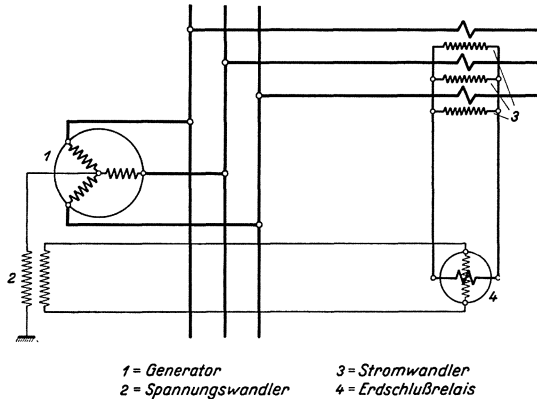 1
2
3
4
1 = Generator
2 = Spannungswandler
3 = Stromwandler
4 = Erdschlußrelais